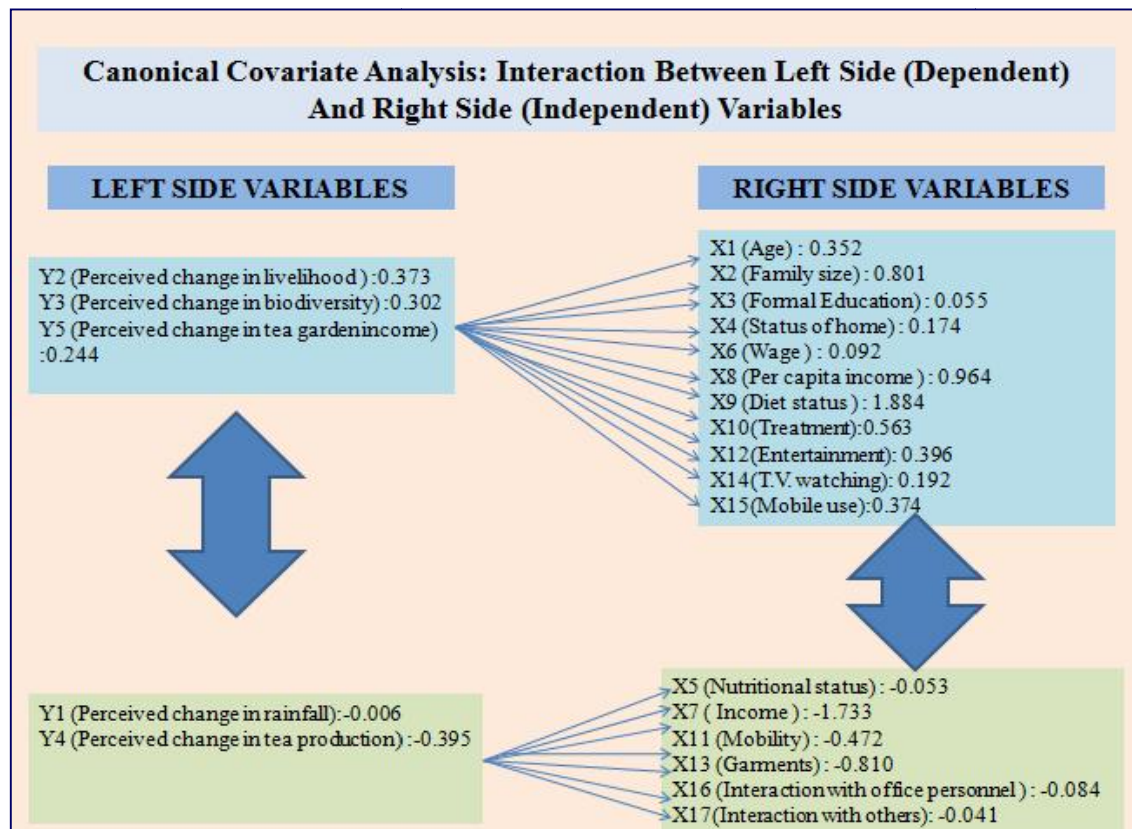 Canonical Covariate Analysis: Interaction Between Left Side (Dependent)
And Right Side (Independent) Variables
LEFT SIDE VARIABLES
Y2 (Perceived change in livelihood ) :0.373
Y3 (Perceived change in biodiversity) :0.302
Y5 (Perceived change in tea gardenincome)
:0.244
RIGHT SIDE VARIABLES
X1 (Age) : 0.352
X2 (Family size) : 0.801
X3 (Formal Education) : 0.055
X4 (Status of home) : 0.174
X6 (Wage ) : 0.092
X8 (Per capita income ) : 0.964
X9 (Diet status ) : 1.884
X10(Treatment):0.563
X12(Entertainment): 0.396
X14(T.V. watching): 0.192
X15(Mobile use):0.374
Y1 (Perceived change in rainfall):-0.006
Y4 (Perceived change in tea production) :-0.395
X5 (Nutritional status) : -0.053
X7 ( Income ) : -1.733
X11 (Mobility) : -0.472
X13 (Garments) : -0.810
X16 (Interaction with office personnel ) : -0.084
X17(Interaction with others): -0.041